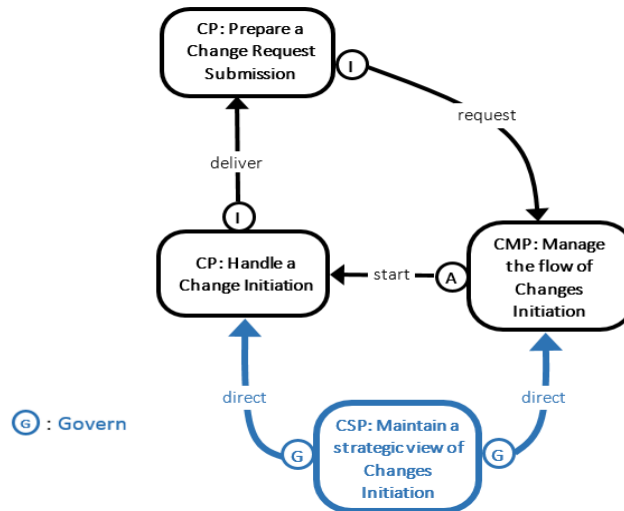 CP: Prepare a
Change Request
Submission
I
request
deliver
I
CP: Handle a
Change Initiation
start
A
CMP: Manage
the flow of
Changes
Initiation
direct
direct
G : Govern
G
CSP: Maintain a
strategic view of
Changes
Initiation
G